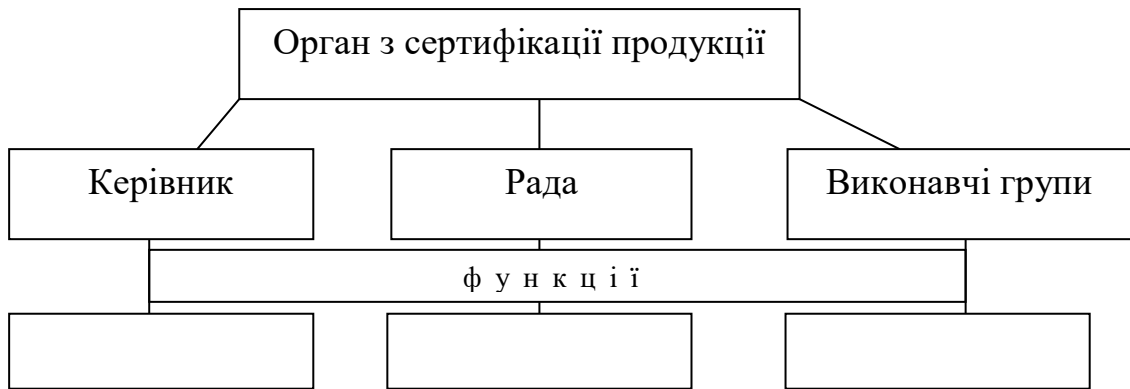 Орган з сертифікації продукції
Керівник
Рада
Виконавчі групи
ф у н к ц і ї